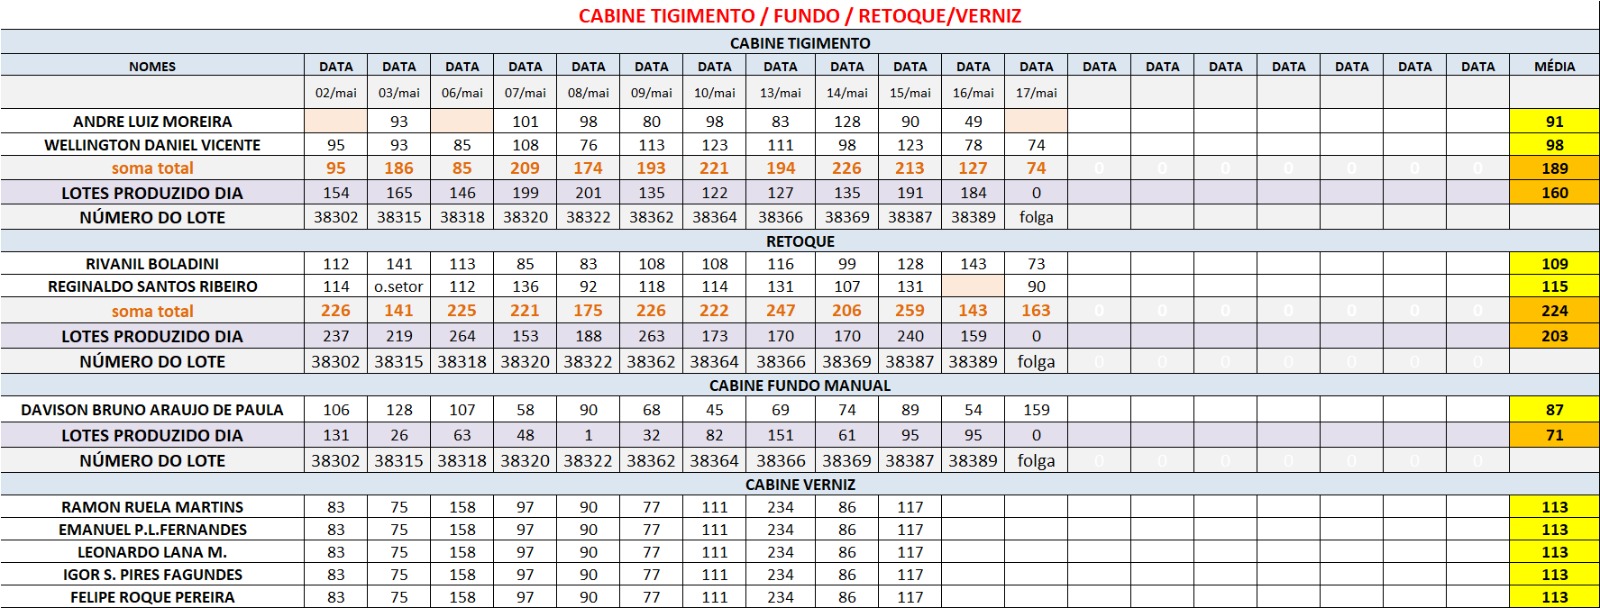 CABINE TIGIMENTO / FUNDO / RETOQUE/VERNIZ
CABINE TIGIMENTO
NOMES DATA DATA DATA DATA DATA DATA DATA DATA DATA DATA DATA DATA DATA DATA DATA DATA DATA DATA DATA MÉDIA
02/mai 03/mai 06/mai 07/mai 08/mai 09/mai 10/mai 13/mai 14/mai 15/mai 16/mai 17/mai
ANDRE LUIZ MOREIRA 93 101 98 80 98 83 128 90 49 91
WELLINGTON DANIEL VICENTE 95 93 85 108 76 113 123 111 98 123 78 74 98
soma total 95 186 85 209 174 193 221 194 226 213 127 74 0 0 0 0 0 0 0 189
LOTES PRODUZIDO DIA 154 165 146 199 201 135 122 127 135 191 184 0 160
NÚMERO DO LOTE 38302 38315 38318 38320 38322 38362 38364 38366 38369 38387 38389 folga
RETOQUE
RIVANIL BOLADINI 112 141 113 85 83 108 108 116 99 128 143 73 109
REGINALDO SANTOS RIBEIRO 114 o.setor 112 136 92 118 114 131 107 131 90 115
soma total 226 141 225 221 175 226 222 247 206 259 143 163 0 0 0 0 0 0 0 224
LOTES PRODUZIDO DIA 237 219 264 153 188 263 173 170 170 240 159 0 203
NÚMERO DO LOTE 38302 38315 38318 38320 38322 38362 38364 38366 38369 38387 38389 folga 0 0 0 0 0 0 0
CABINE FUNDO MANUAL
DAVISON BRUNO ARAUJO DE PAULA 106 128 107 58 90 68 45 69 74 89 54 159 87
LOTES PRODUZIDO DIA 131 26 63 48 1 32 82 151 61 95 95 0 71
NÚMERO DO LOTE 38302 38315 38318 38320 38322 38362 38364 38366 38369 38387 38389 folga 0 0 0 0 0 0 0
CABINE VERNIZ
RAMON RUELA MARTINS 83 75 158 97 90 77 111 234 86 117 113
EMANUEL P.L.FERNANDES 83 75 158 97 90 77 111 234 86 117 113
LEONARDO LANA M. 83 75 158 97 90 77 111 234 86 117 113
IGOR S. PIRES FAGUNDES 83 75 158 97 90 77 111 234 86 117 113
FELIPE ROQUE PEREIRA 83 75 158 97 90 77 111 234 86 117 113